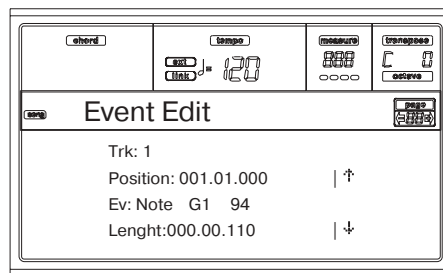 chord tempo measure transpose
ext
link = 120 888 C 0
octave
song Event Edit page
88
Trk: 1
Position: 001.01.000
Ev: Note G1 94
Lenght:000.00.110